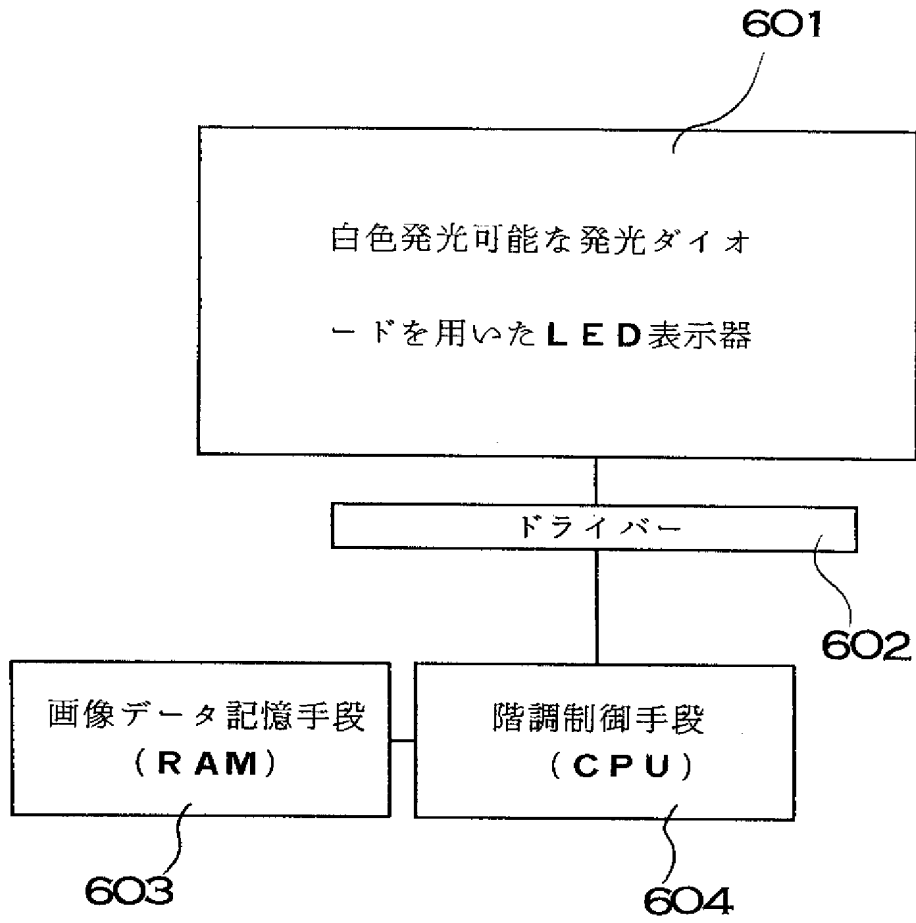 601
白色発光可能な発光ダイオ
ードを用いたLED表示器
ドライバー
602
画像データ記憶手段
(RAM)
階調制御手段
(CPU)
603
604